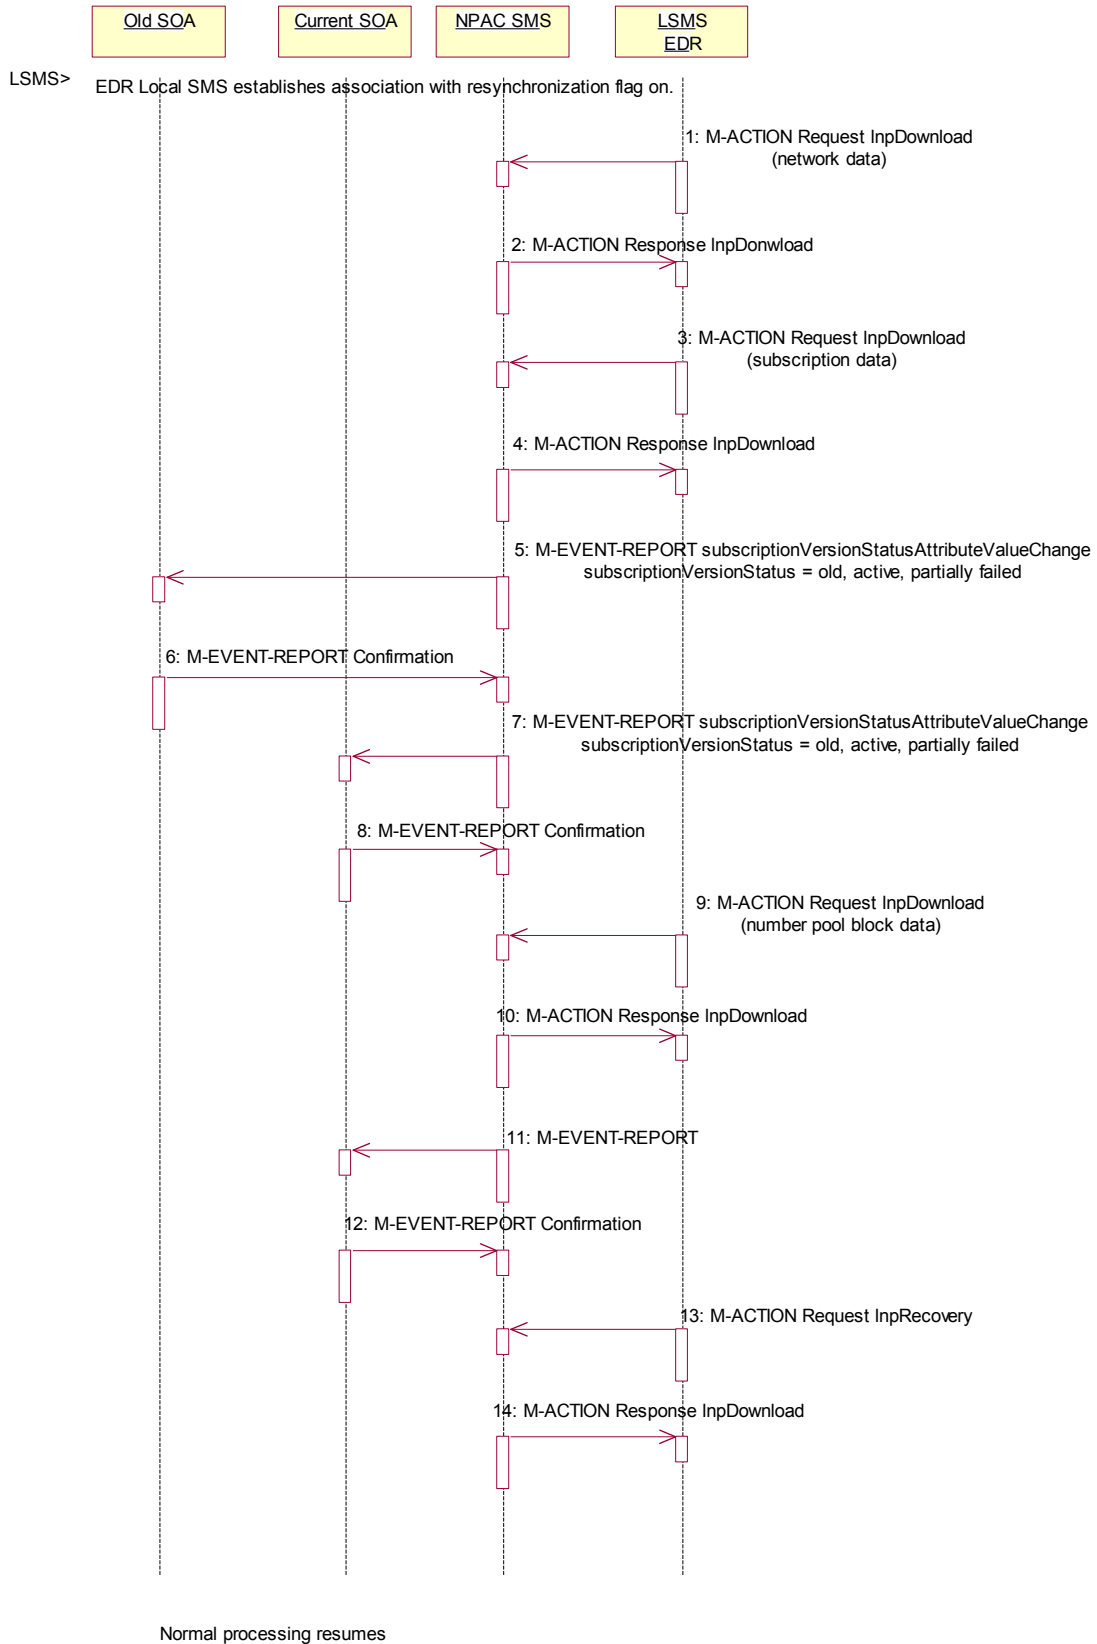 Old SOA
Current SOA
NPAC SMS
LSMS
EDR
LSMS>
EDR Local SMS establishes association with resynchronization flag on.
1: M-ACTION Request lnpDownload
(network data)
2: M-ACTION Response lnpDonwload
3: M-ACTION Request lnpDownload
(subscription data)
4: M-ACTION Response lnpDownload
5: M-EVENT-REPORT subscriptionVersionStatusAttributeValueChange
subscriptionVersionStatus = old, active, partially failed
6: M-EVENT-REPORT Confirmation
7: M-EVENT-REPORT subscriptionVersionStatusAttributeValueChange
subscriptionVersionStatus = old, active, partially failed
8: M-EVENT-REPORT Confirmation
9: M-ACTION Request lnpDownload
(number pool block data)
10: M-ACTION Response lnpDownload
11: M-EVENT-REPORT
12: M-EVENT-REPORT Confirmation
13: M-ACTION Request lnpRecovery
14: M-ACTION Response lnpDownload
Normal processing resumes